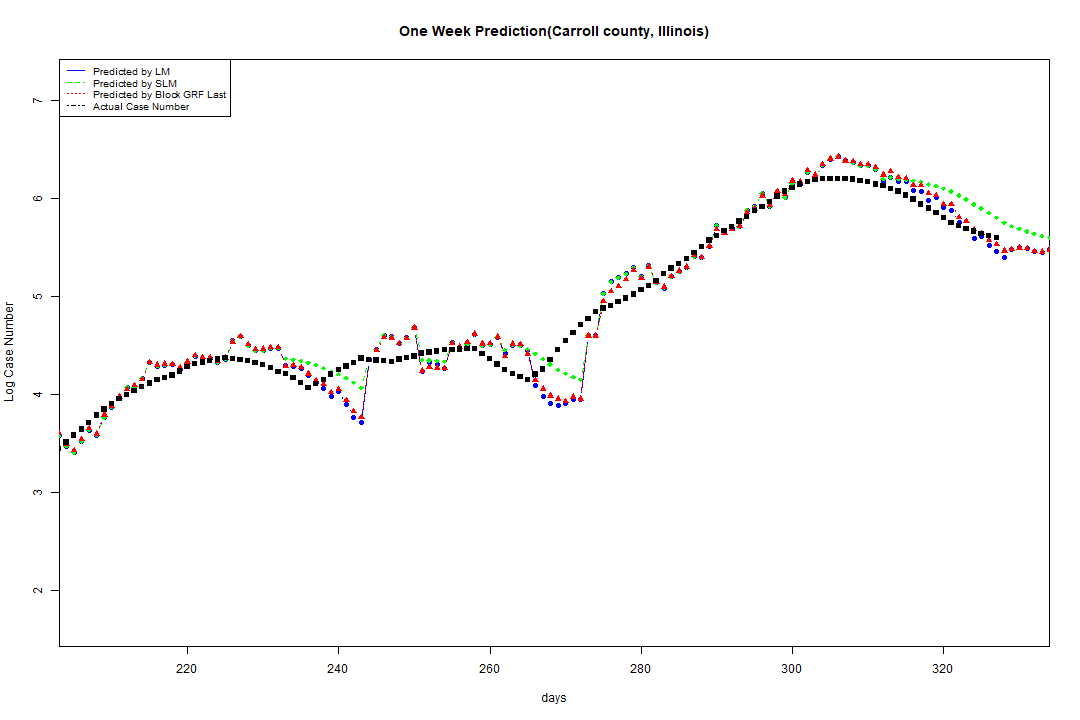 One Week Prediction(Carroll county, Illinois)
Predicted by LM
Predicted by SLM
Predicted by Block GRF Last
Actual Case Number
7
6
5
4
3
2
Log Case Number
220 240 260 280 300 320
days